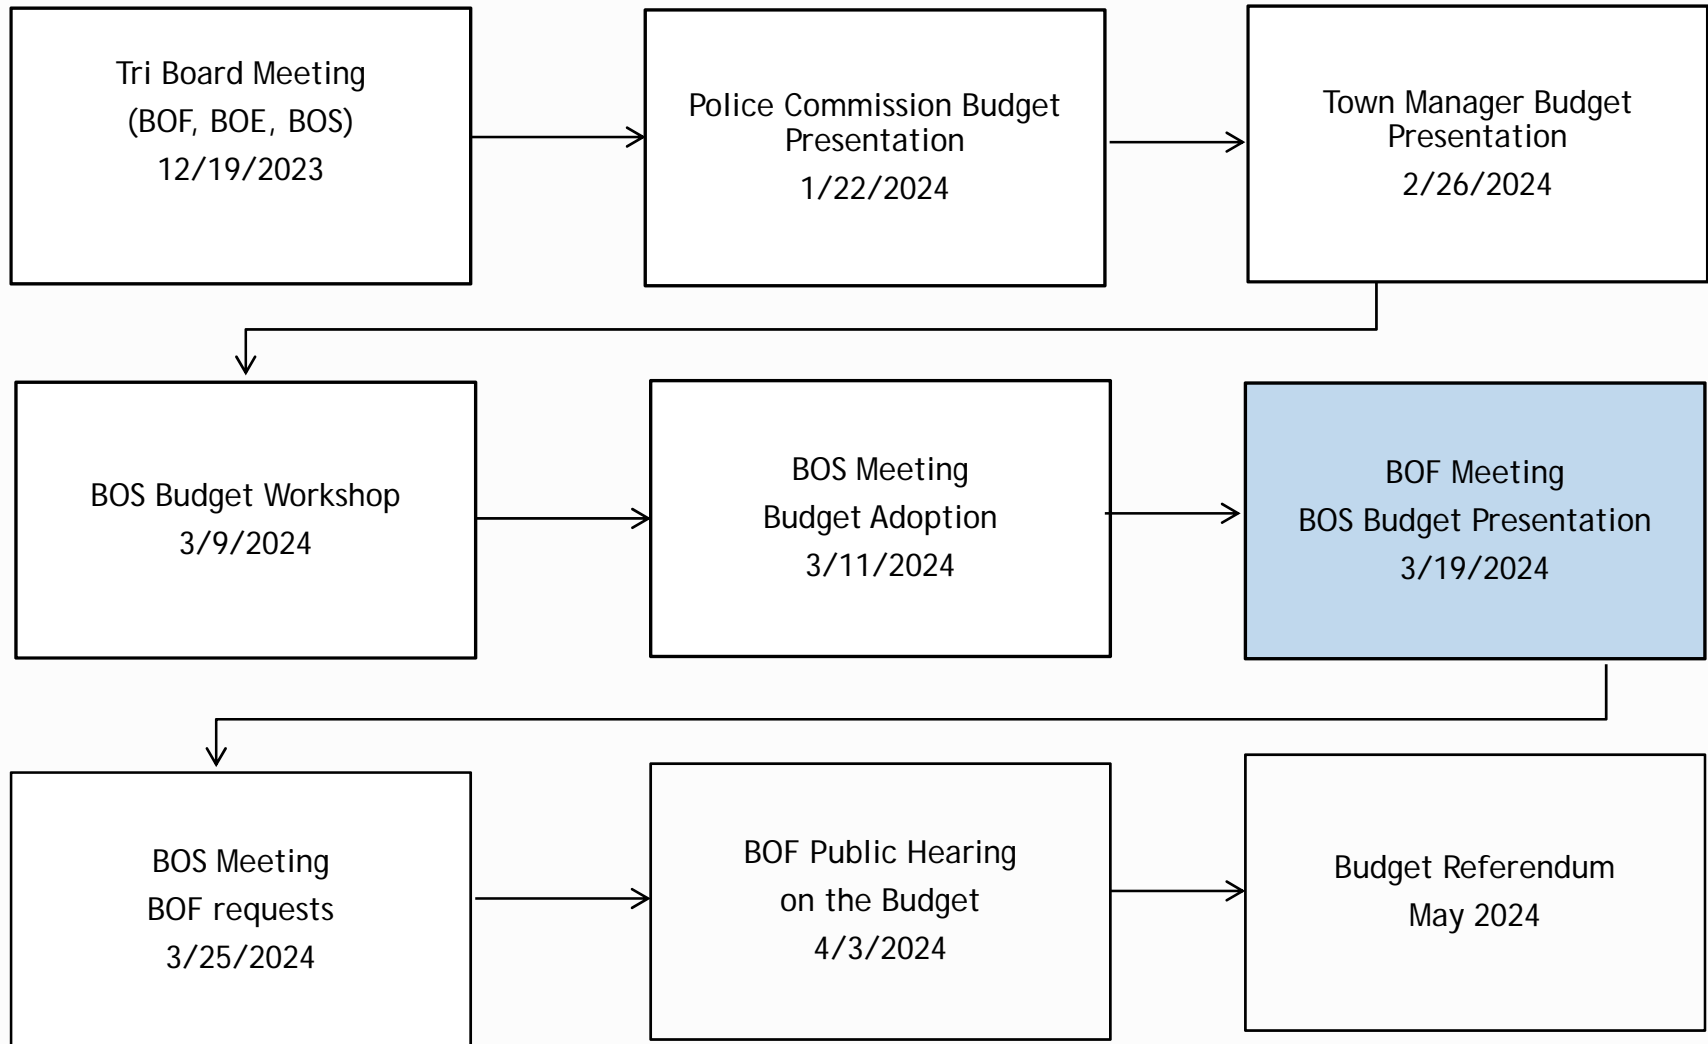 Tri Board Meeting
(BOF, BOE, BOS)
12/19/2023
Police Commission Budget
Presentation
1/22/2024
Town Manager Budget
Presentation
2/26/2024
BOS Budget Workshop
3/9/2024
BOS Meeting
Budget Adoption
3/11/2024
BOF Meeting
BOS Budget Presentation
3/19/2024
BOS Meeting
BOF requests
3/25/2024
BOF Public Hearing
on the Budget
4/3/2024
Budget Referendum
May 2024